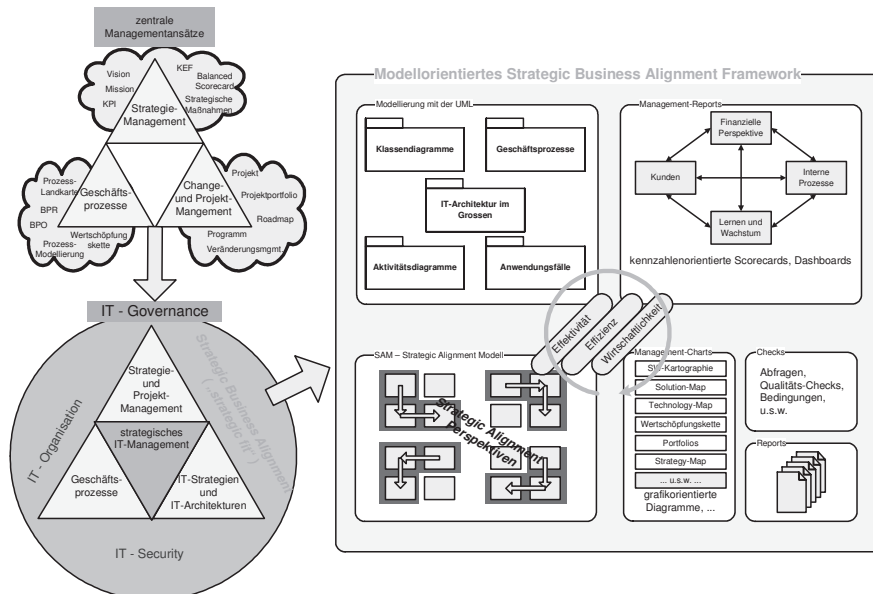 zentrale
Managementansätze
Vision
Mission
KPI
KEF
Balanced
Scorecard
Strategische
Maßnahmen
Strategie-
Management
Prozess-
Landkarte
BPR
BPO
Prozess-
Modellierung
Wertschöpfung
skette
Geschäfts-
prozesse
Change-
und Projekt-
Mangement
Projekt
Projektportfolio
Roadmap
Programm
Veränderungsmgmt.
IT - Governance
Strategie-
und
Projekt-
Management
strategisches
IT-Management
Geschäfts-
prozesse
IT-Strategien
und
IT-Architekturen
IT - Organisation
Strategic Business Alignment
IT - Security
Modellorientiertes Strategic Business Alignment Framework
Modellierung mit der UML
Klassendiagramme
Geschäftsprozesse
IT-Architektur im
Grossen
Aktivitätsdiagramme
Anwendungsfälle
Management-Reports
Finanzielle
Perspektive
Kunden
Interne
Prozesse
Lernen und
Wachstum
kennzahlenorientierte Scorecards, Dashboards
Effektivität
Effizienz
Wirtschaftlichkeit
SAM – Strategic Alignment Modell
Strategic Alignment
Perspektiven
Management-Charts
SW-Kartographie
Solution-Map
Technology-Map
Wertschöpfungskette
Portfolios
Strategy-Map
... u.s.w. ...
grafikorientierte
Diagramme, ...
Checks
Abfragen,
Qualitäts-Checks,
Bedingungen,
u.s.w.
Reports